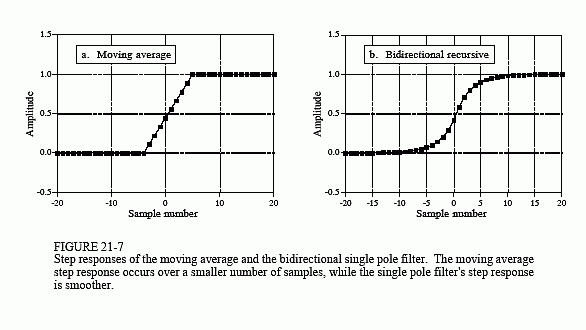 1.5
a. Moving average
1.0
0.5
0.0
-0.5
-20 -10 0 10 20
Sample number
Amplitude
1.5
b. Bidirectional recursive
1.0
0.5
0.0
-0.5
-20 -15 -10 -5 0 5 10 15 20
Sample number
Amplitude
FIGURE 21-7
Step responses of the moving average and the bidirectional single pole filter. The moving average
step response occurs over a smaller number of samples, while the single pole filter's step response
is smoother.